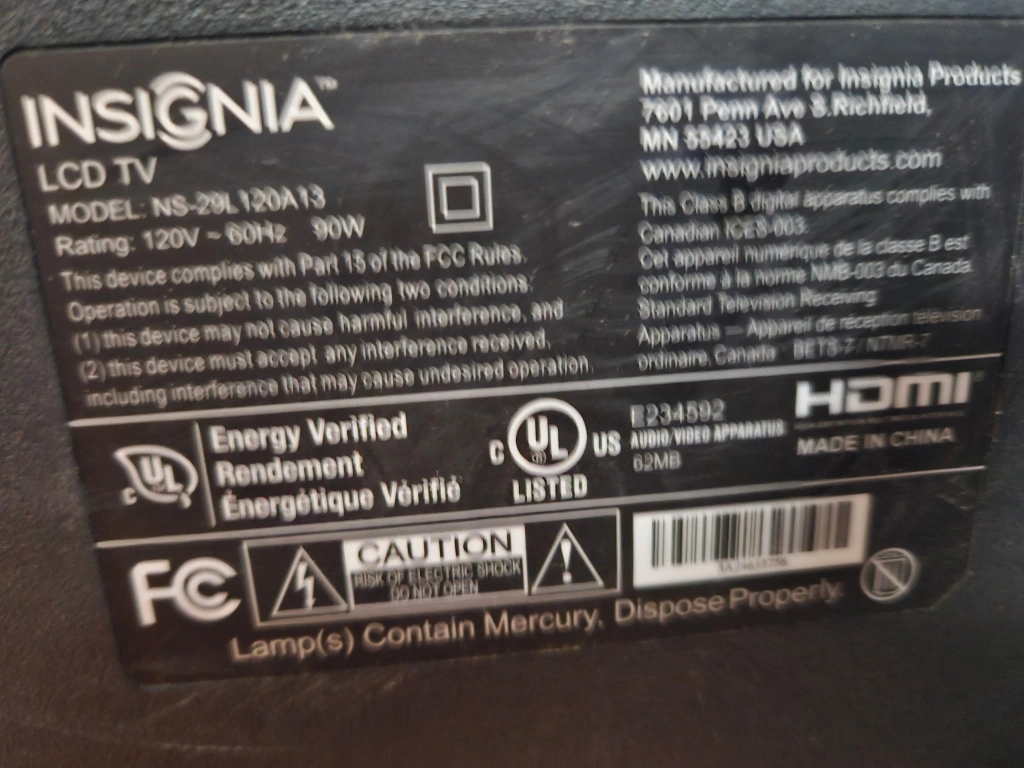 INSIGNIA™
LCD TV
MODEL: NS-29L120A13
Rating: 120V ~ 60Hz 90W
This device complies with Part 15 of the FCC Rules.
Operation is subject to the following two conditions:
(1) this device may not cause harmful interference, and
(2) this device must accept any interference received,
including interference that may cause undesired operation.
Manufactured for Insignia Products
7601 Penn Ave S.Richfield,
MN 55423 USA
www.insigniaproducts.com
This Class B digital apparatus complies with
Canadian ICES-003.
Cet appareil numérique de la classe B est
conforme à la norme NMB-003 du Canada.
Standard Television Receiving
Apparatus — Appareil de réception télévision
ordinaire, Canada BETS-7 / NTMR-7
C UL US
Energy Verified
Rendement
Énergétique Vérifié
C UL US
LISTED
E234592
AUDIO/VIDEO APPARATUS
62MB
HDMI
MADE IN CHINA
FC
CAUTION
RISK OF ELECTRIC SHOCK
DO NOT OPEN
Lamp(s) Contain Mercury, Dispose Properly.